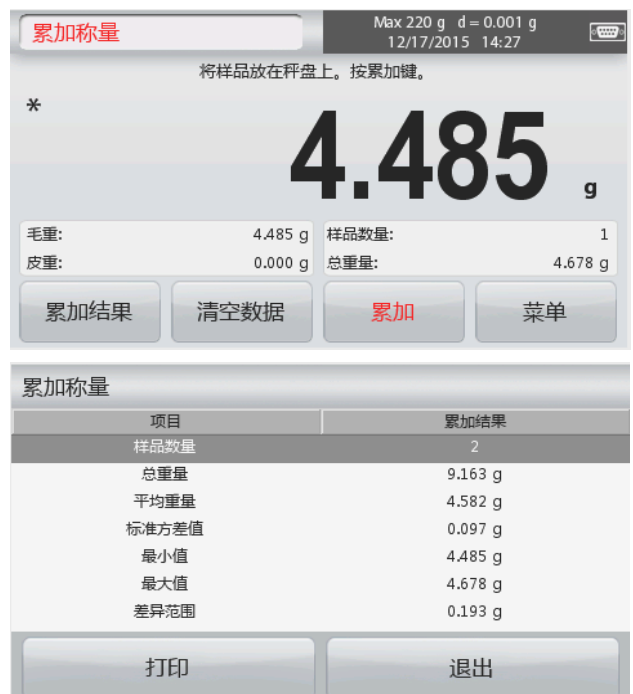 累加称量
Max 220 g d = 0.001 g
12/17/2015 14:27
将样品放在秤盘上。按累加键。
*
4.485 g
毛重: 4.485 g 样品数量: 1
皮重: 0.000 g 总重量: 4.678 g
累加结果 清空数据 累加 菜单
累加称量
项目 累加结果
样品数量 2
总重量 9.163 g
平均重量 4.582 g
标准方差值 0.097 g
最小值 4.485 g
最大值 4.678 g
差异范围 0.193 g
打印 退出